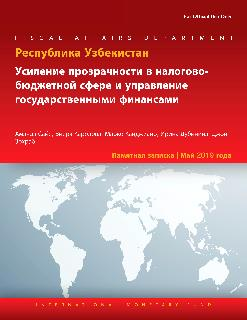 FISCAL AFFAIRS DEPARTMENT
Республика Узбекистан
Усиление прозрачности в налогово-
бюджетной сфере и управление
государственными финансами
Памятная записка | Май 2019 года
INTERNATIONAL MONETARY FUND